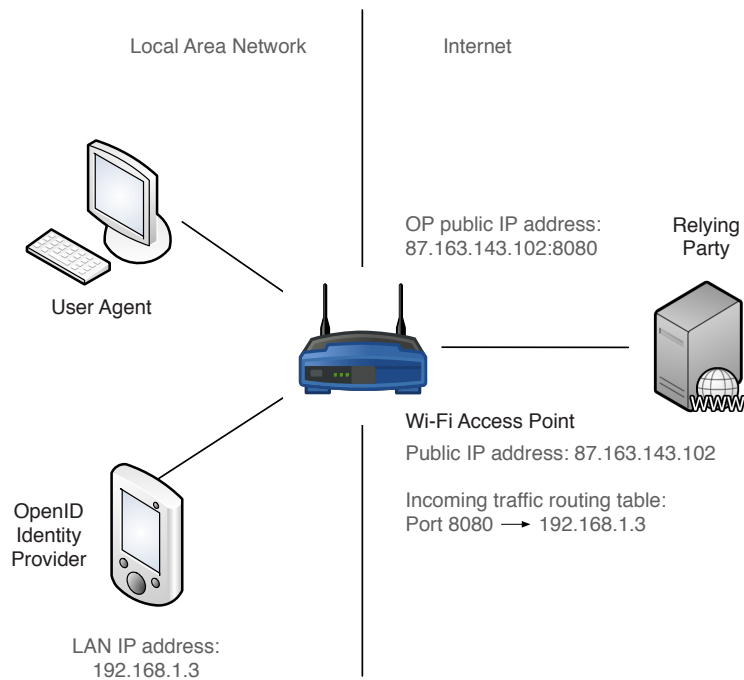 Local Area Network
Internet
OP public IP address:
87.163.143.102:8080
Relying
Party
User Agent
WWW
Wi-Fi Access Point
Public IP address: 87.163.143.102
Incoming traffic routing table:
Port 8080 → 192.168.1.3
OpenID
Identity
Provider
LAN IP address:
192.168.1.3